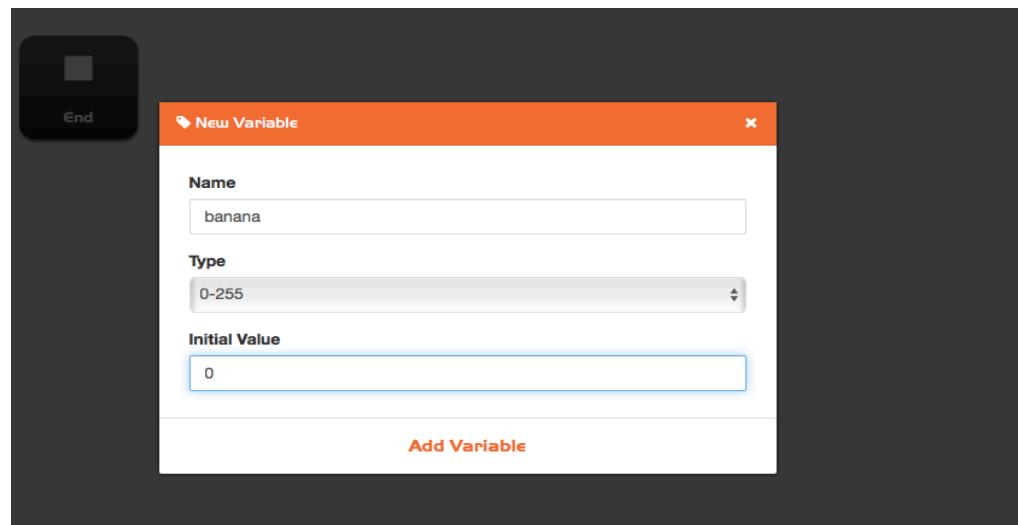 End
New Variable
Name
banana
Type
0-255
Initial Value
0
Add Variable